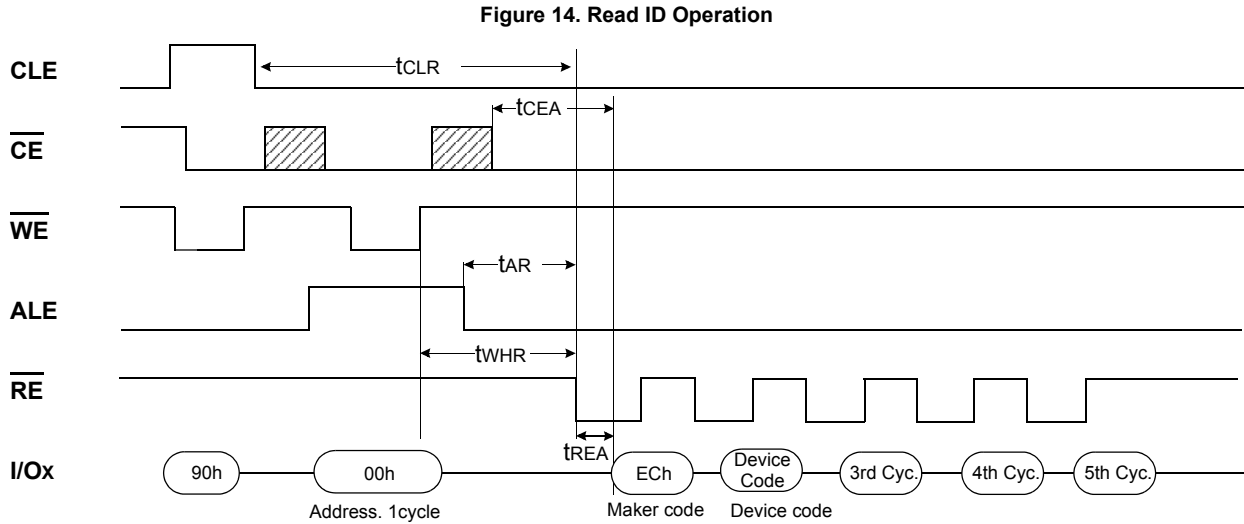 Figure 14. Read ID Operation
CLE
tCLR
tCEA
CE
WE
tAR
ALE
tWHR
RE
tREA
I/Ox
90h
00h
ECh
Device
Code
3rd Cyc.
4th Cyc.
5th Cyc.
Address. 1cycle
Maker code
Device code